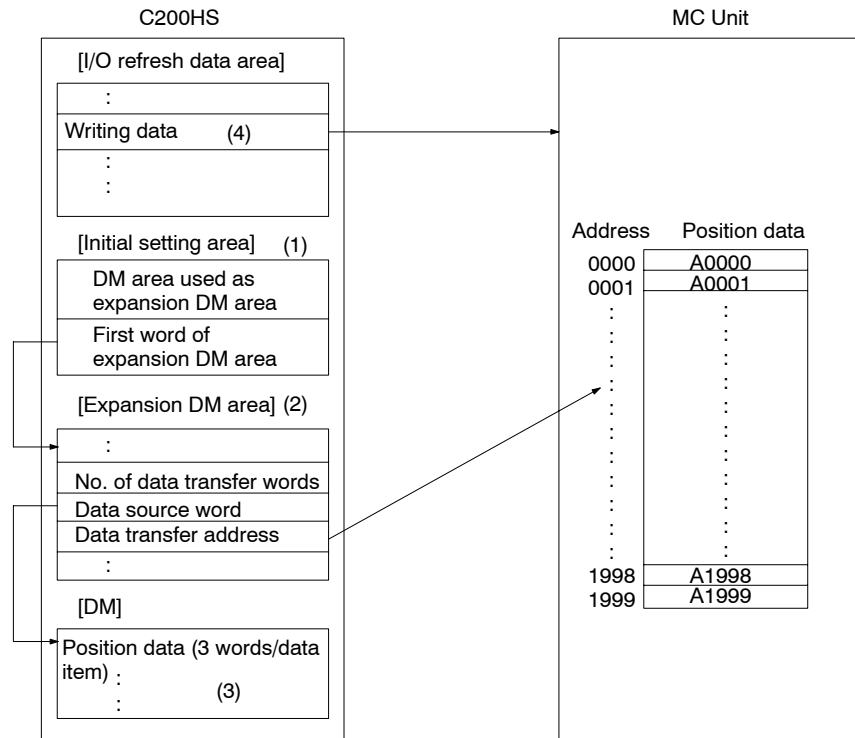 C200HS
[I/O refresh data area]
:
Writing data (4)
:
:
[Initial setting area] (1)
DM area used as
expansion DM area
First word of
expansion DM area
[Expansion DM area] (2)
:
No. of data transfer words
Data source word
Data transfer address
:
[DM]
Position data (3 words/data
item) :
(3)
:
MC Unit
Address Position data
0000 A0000
0001 A0001
: :
: :
: :
: :
: :
: :
: :
: :
: :
: :
: :
: :
: :
1998 A1998
1999 A1999